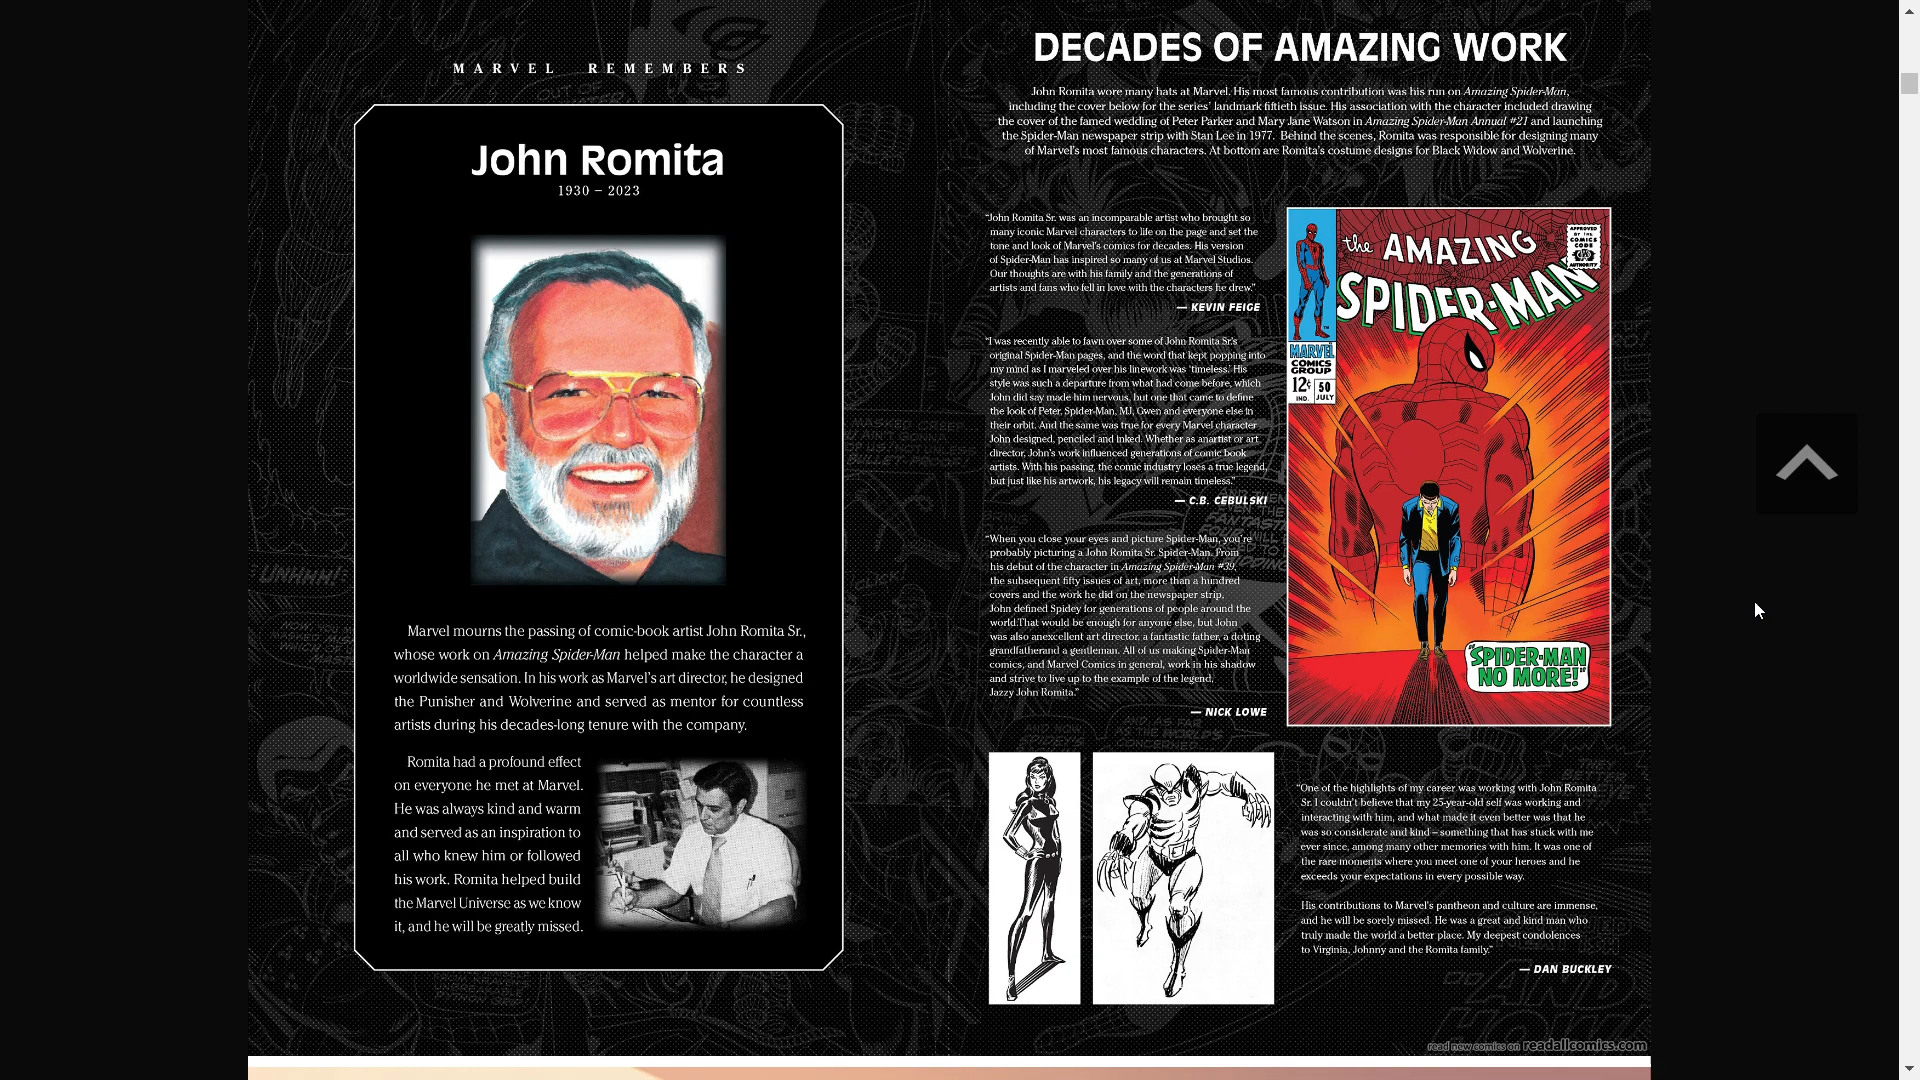 MARVEL REMEMBERS
John Romita
1930 – 2023
Marvel mourns the passing of comic-book artist John Romita Sr.,
whose work on Amazing Spider-Man helped make the character a
worldwide sensation. In his work as Marvel's art director, he designed
the Punisher and Wolverine and served as mentor for countless
artists during his decades-long tenure with the company.
Romita had a profound effect
on everyone he met at Marvel.
He was always kind and warm
and served as an inspiration to
all who knew him or followed
his work. Romita helped build
the Marvel Universe as we know
it, and he will be greatly missed.
DECADES OF AMAZING WORK
John Romita wore many hats at Marvel. His most famous contribution was his run on Amazing Spider-Man,
including the cover below for the series' landmark fiftieth issue. His association with the character included drawing
the cover of the famed wedding of Peter Parker and Mary Jane Watson in Amazing Spider-Man Annual #21 and launching
the Spider-Man newspaper strip with Stan Lee in 1977. Behind the scenes, Romita was responsible for designing many
of Marvel's most famous characters. At bottom are Romita's costume designs for Black Widow and Wolverine.
"John Romita Sr. was an incomparable artist who brought so
many iconic Marvel characters to life on the page and set the
tone and look of Marvel's comics for decades. His version
of Spider-Man has inspired so many of us at Marvel Studios.
Our thoughts are with his family and the generations of
artists and fans who fell in love with the characters he drew."
— KEVIN FEIGE
"I was recently able to fawn over some of John Romita Sr.'s
original Spider-Man pages, and the word that kept popping into
my mind as I marveled over his linework was 'timeless.' His
style was such a departure from what had come before, which
John did say made him nervous, but one that came to define
the look of Peter, Spider-Man, MJ, Gwen and everyone else in
their orbit. And the same was true for every Marvel character
John designed, penciled and inked. Whether as anartist or art
director, John's work influenced generations of comic book
artists. With his passing, the comic industry loses a true legend,
but just like his artwork, his legacy will remain timeless."
— C.B. CEBULSKI
"When you close your eyes and picture Spider-Man, you're
probably picturing a John Romita Sr. Spider-Man. From
his debut of the character in Amazing Spider-Man #39,
the subsequent fifty issues of art, more than a hundred
covers and the work he did on the newspaper strip,
John defined Spidey for generations of people around the
world.That would be enough for anyone else, but John
was also anexcellent art director, a fantastic father, a doting
grandfatherand a gentleman. All of us making Spider-Man
comics, and Marvel Comics in general, work in his shadow
and strive to live up to the example of the legend,
Jazzy John Romita."
— NICK LOWE
the AMAZING
SPIDER-MAN
APPROVED
BY THE
COMICS
CODE
AUTHORITY
MARVEL
COMICS
GROUP
12¢
IND.
50
JULY
"SPIDER-MAN
NO MORE!"
"One of the highlights of my career was working with John Romita
Sr. I couldn't believe that my 25-year-old self was working and
interacting with him, and what made it even better was that he
was so considerate and kind – something that has stuck with me
ever since, among many other memories with him. It was one of
the rare moments where you meet one of your heroes and he
exceeds your expectations in every possible way.
His contributions to Marvel's pantheon and culture are immense,
and he will be sorely missed. He was a great and kind man who
truly made the world a better place. My deepest condolences
to Virginia, Johnny and the Romita family."
— DAN BUCKLEY
UNHHH!
CLICK
AND
HOW
read new comics on readallcomics.com